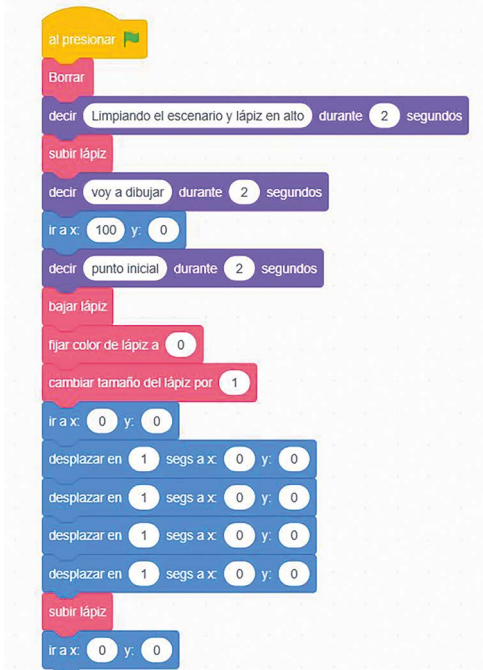 al presionar
Borrar
decir Limpiando el escenario y lápiz en alto durante 2 segundos
subir lápiz
decir voy a dibujar durante 2 segundos
ir a x: 100 y: 0
decir punto inicial durante 2 segundos
bajar lápiz
fijar color de lápiz a 0
cambiar tamaño del lápiz por 1
ir a x: 0 y: 0
desplazar en 1 segs a x: 0 y: 0
desplazar en 1 segs a x: 0 y: 0
desplazar en 1 segs a x: 0 y: 0
desplazar en 1 segs a x: 0 y: 0
subir lápiz
ir a x: 0 y: 0